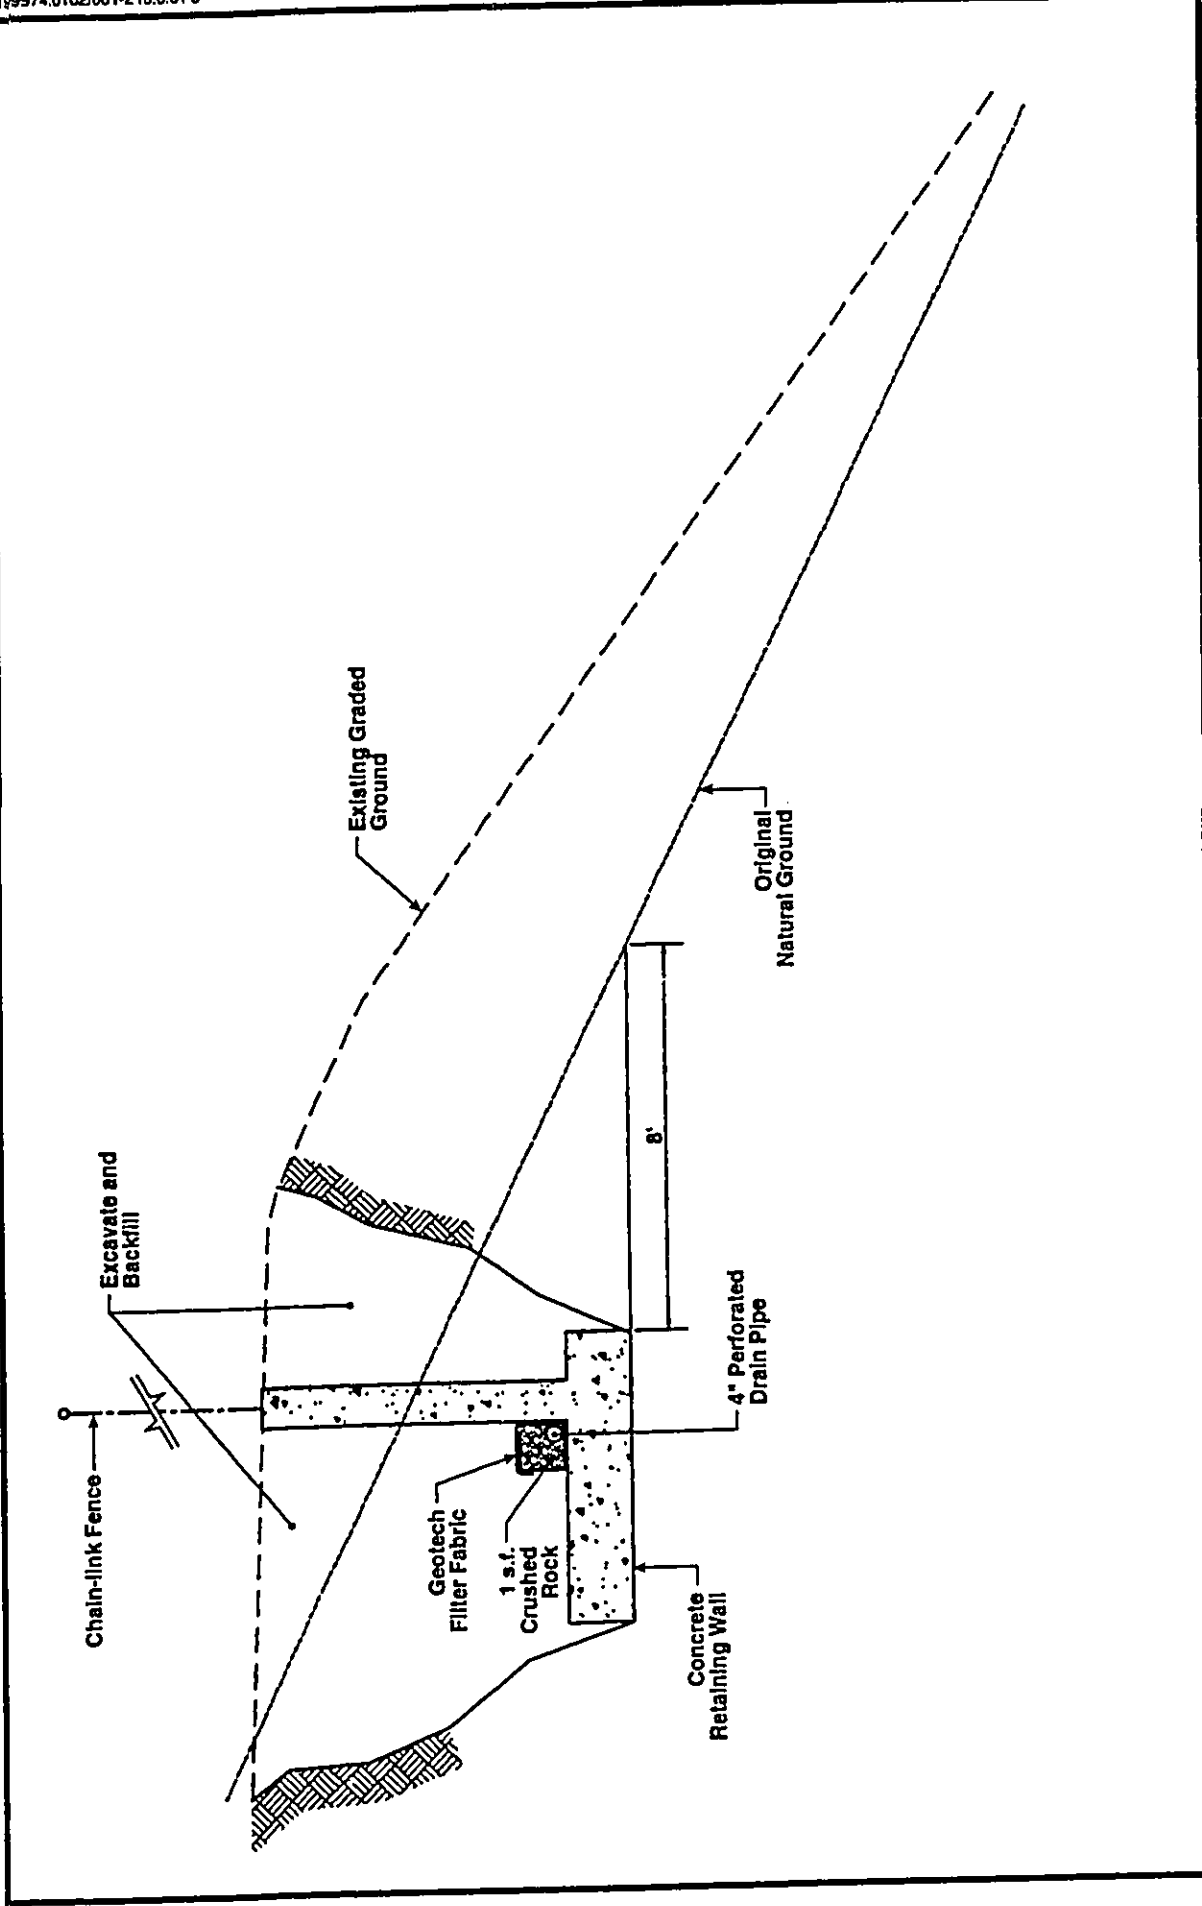 Chain-link Fence
Excavate and
Backfill
Existing Graded
Ground
Geotech
Filter Fabric
1 s.f.
Crushed
Rock
8'
Original
Natural Ground
4" Perforated
Drain Pipe
Concrete
Retaining Wall